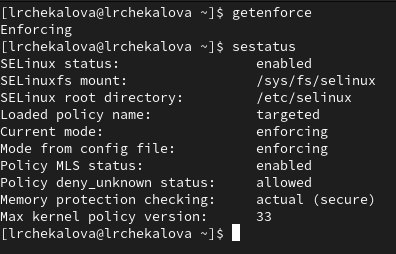 [lrchekalova@lrchekalova ~]$ getenforce
Enforcing
[lrchekalova@lrchekalova ~]$ sestatus
SELinux status:                 enabled
SELinuxfs mount:                /sys/fs/selinux
SELinux root directory:         /etc/selinux
Loaded policy name:             targeted
Current mode:                   enforcing
Mode from config file:          enforcing
Policy MLS status:              enabled
Policy deny_unknown status:     allowed
Memory protection checking:     actual (secure)
Max kernel policy version:      33
[lrchekalova@lrchekalova ~]$